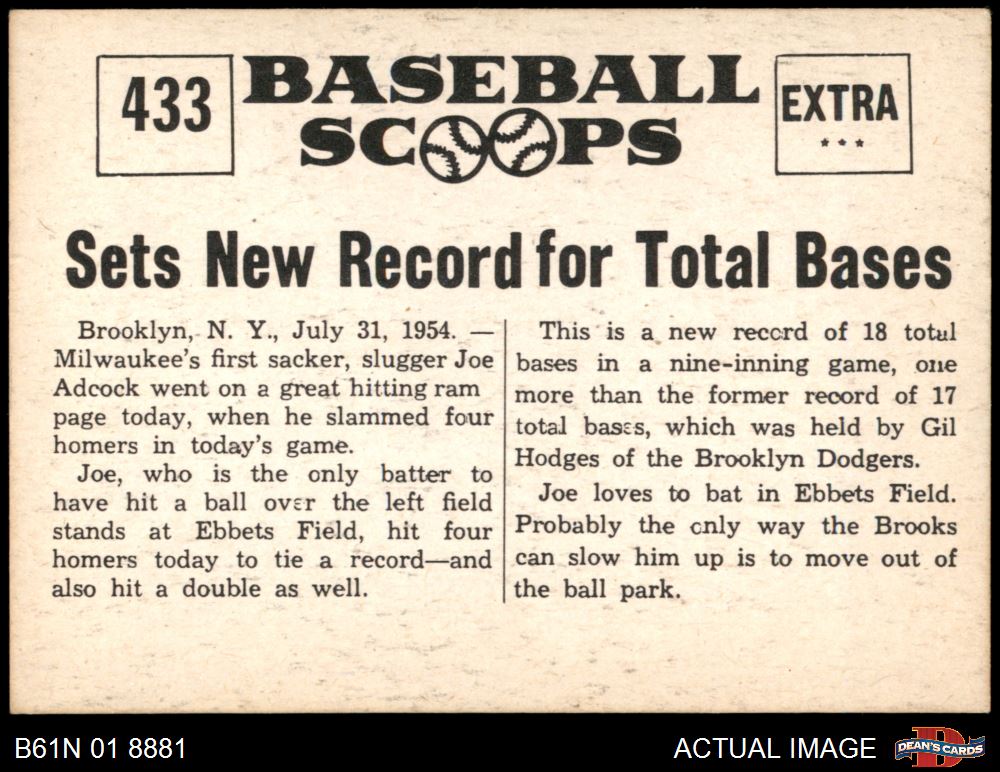 433
BASEBALL
SCOOPS
EXTRA
Sets New Record for Total Bases
Brooklyn, N. Y., July 31, 1954. —
Milwaukee's first sacker, slugger Joe
Adcock went on a great hitting ram
page today, when he slammed four
homers in today's game.
Joe, who is the only batter to
have hit a ball over the left field
stands at Ebbets Field, hit four
homers today to tie a record—and
also hit a double as well.
This is a new record of 18 total
bases in a nine-inning game, one
more than the former record of 17
total bases, which was held by Gil
Hodges of the Brooklyn Dodgers.
Joe loves to bat in Ebbets Field.
Probably the only way the Brooks
can slow him up is to move out of
the ball park.
B61N 01 8881
ACTUAL IMAGE
DEAN'S CARDS